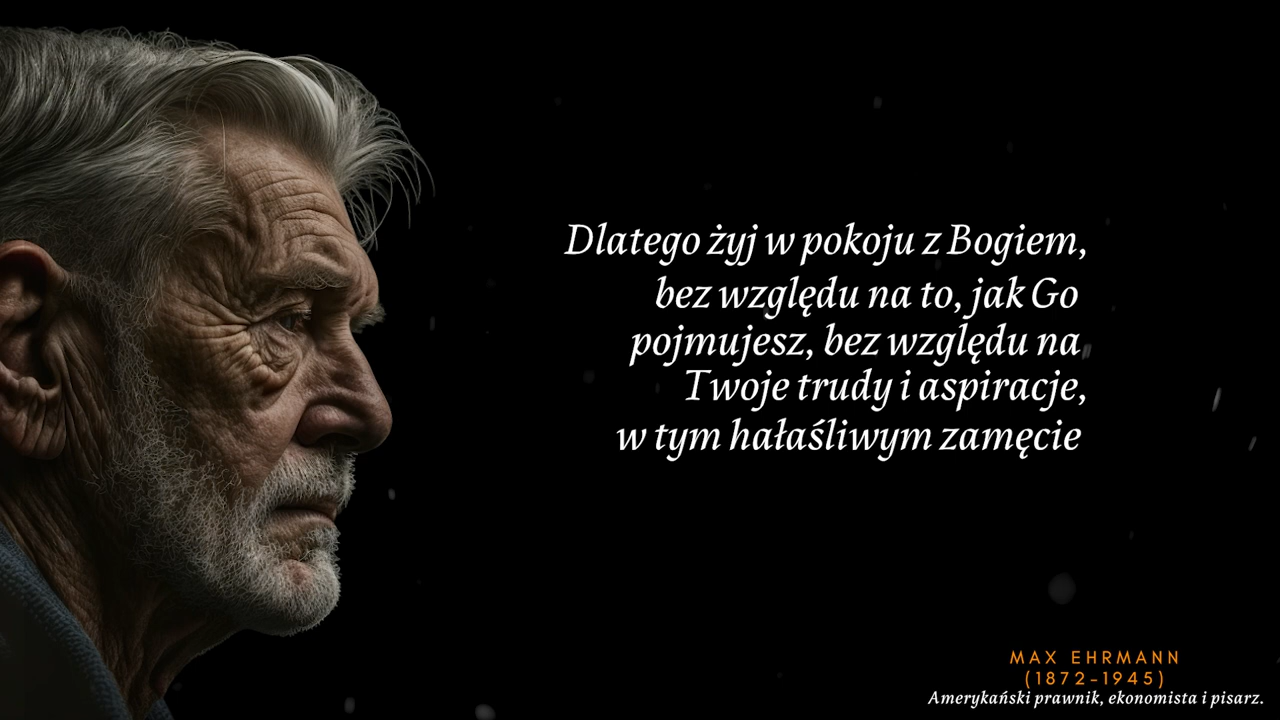 Dlatego żyj w pokoju z Bogiem,
bez względu na to, jak Go
pojmujesz, bez względu na
Twoje trudy i aspiracje,
w tym hałaśliwym zamęcie
MAX EHRMANN
(1872-1945)
Amerykański prawnik, ekonomista i pisarz.